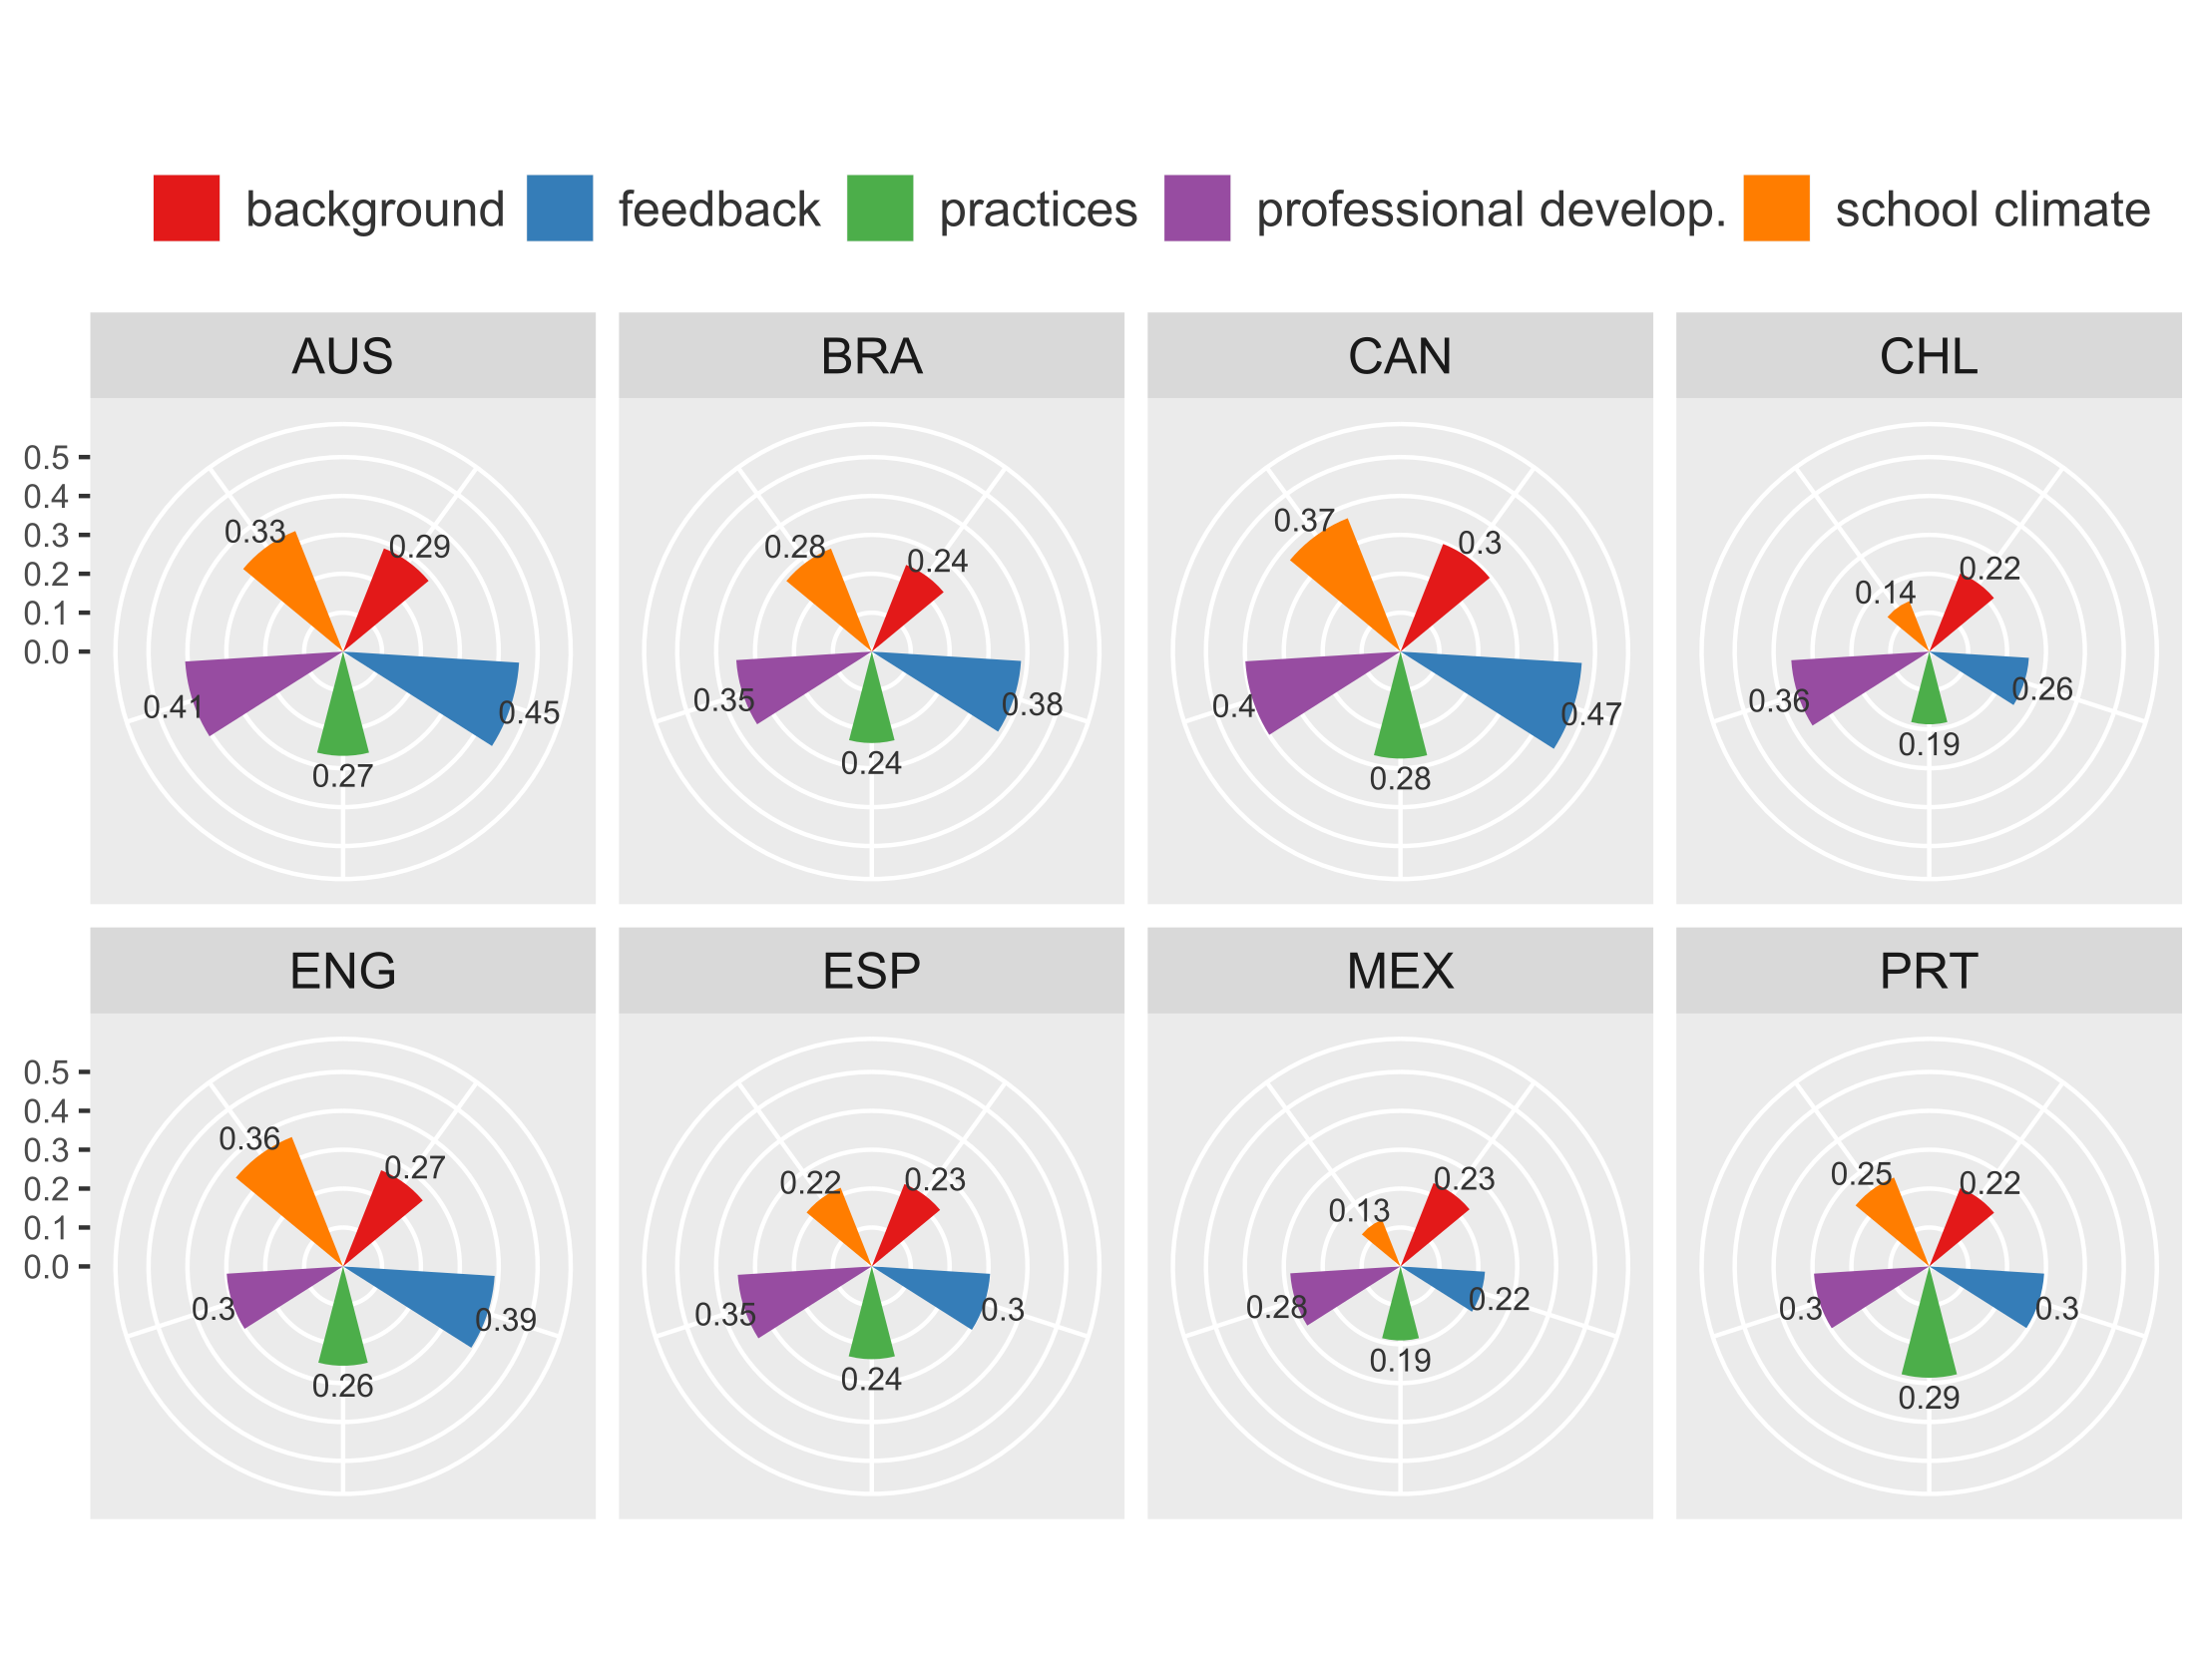 background feedback practices professional develop. school climate
AUS BRA CAN CHL
0.5
0.4
0.3
0.2
0.1
0.0
0.33 0.29 0.41 0.45 0.27
0.28 0.24 0.35 0.38 0.24
0.37 0.3 0.4 0.47 0.28
0.14 0.22 0.36 0.26 0.19
ENG ESP MEX PRT
0.5
0.4
0.3
0.2
0.1
0.0
0.36 0.27 0.3 0.39 0.26
0.22 0.23 0.35 0.3 0.24
0.13 0.23 0.28 0.22 0.19
0.25 0.22 0.3 0.3 0.29